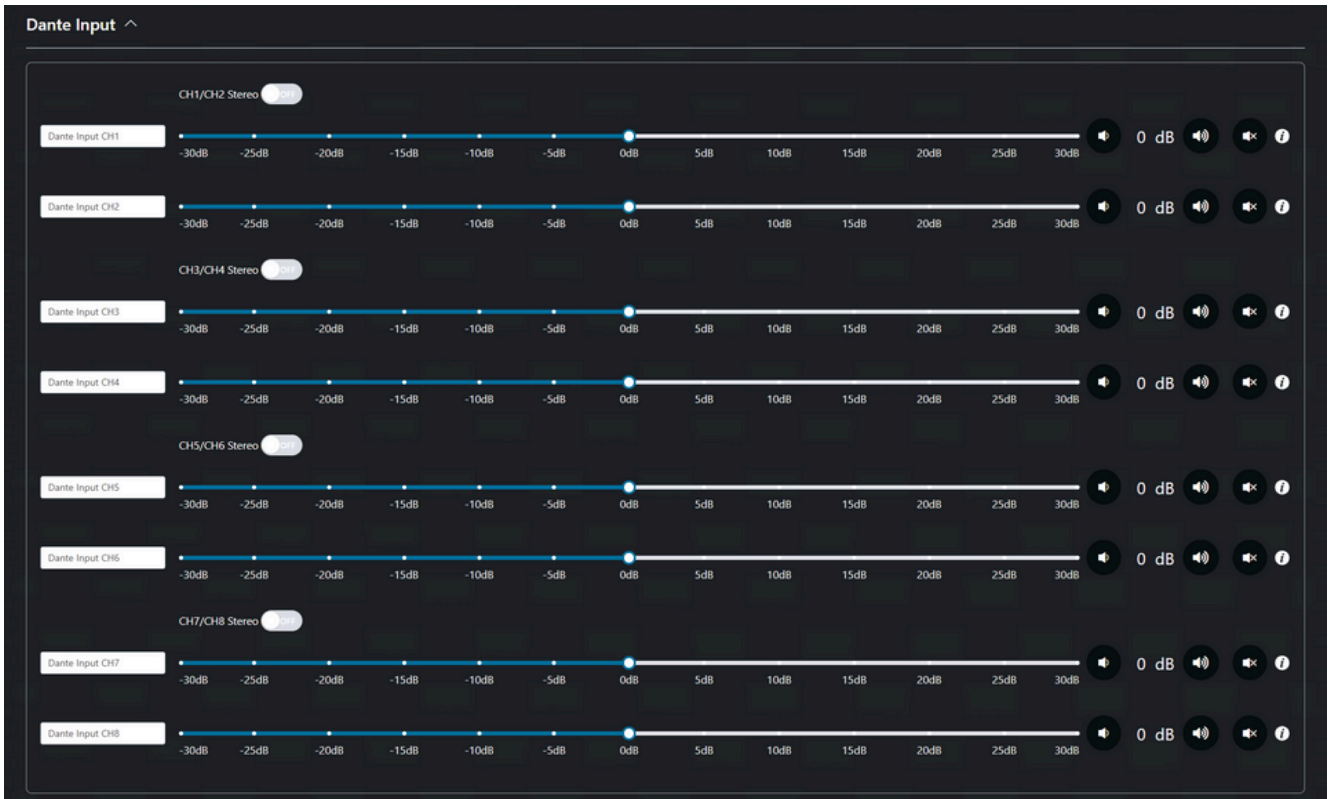 Dante Input
CH1/CH2 Stereo OFF
Dante Input CH1
0 dB
-30dB -25dB -20dB -15dB -10dB -5dB 0dB 5dB 10dB 15dB 20dB 25dB 30dB
Dante Input CH2
0 dB
-30dB -25dB -20dB -15dB -10dB -5dB 0dB 5dB 10dB 15dB 20dB 25dB 30dB
CH3/CH4 Stereo OFF
Dante Input CH3
0 dB
-30dB -25dB -20dB -15dB -10dB -5dB 0dB 5dB 10dB 15dB 20dB 25dB 30dB
Dante Input CH4
0 dB
-30dB -25dB -20dB -15dB -10dB -5dB 0dB 5dB 10dB 15dB 20dB 25dB 30dB
CH5/CH6 Stereo OFF
Dante Input CH5
0 dB
-30dB -25dB -20dB -15dB -10dB -5dB 0dB 5dB 10dB 15dB 20dB 25dB 30dB
Dante Input CH6
0 dB
-30dB -25dB -20dB -15dB -10dB -5dB 0dB 5dB 10dB 15dB 20dB 25dB 30dB
CH7/CH8 Stereo OFF
Dante Input CH7
0 dB
-30dB -25dB -20dB -15dB -10dB -5dB 0dB 5dB 10dB 15dB 20dB 25dB 30dB
Dante Input CH8
0 dB
-30dB -25dB -20dB -15dB -10dB -5dB 0dB 5dB 10dB 15dB 20dB 25dB 30dB